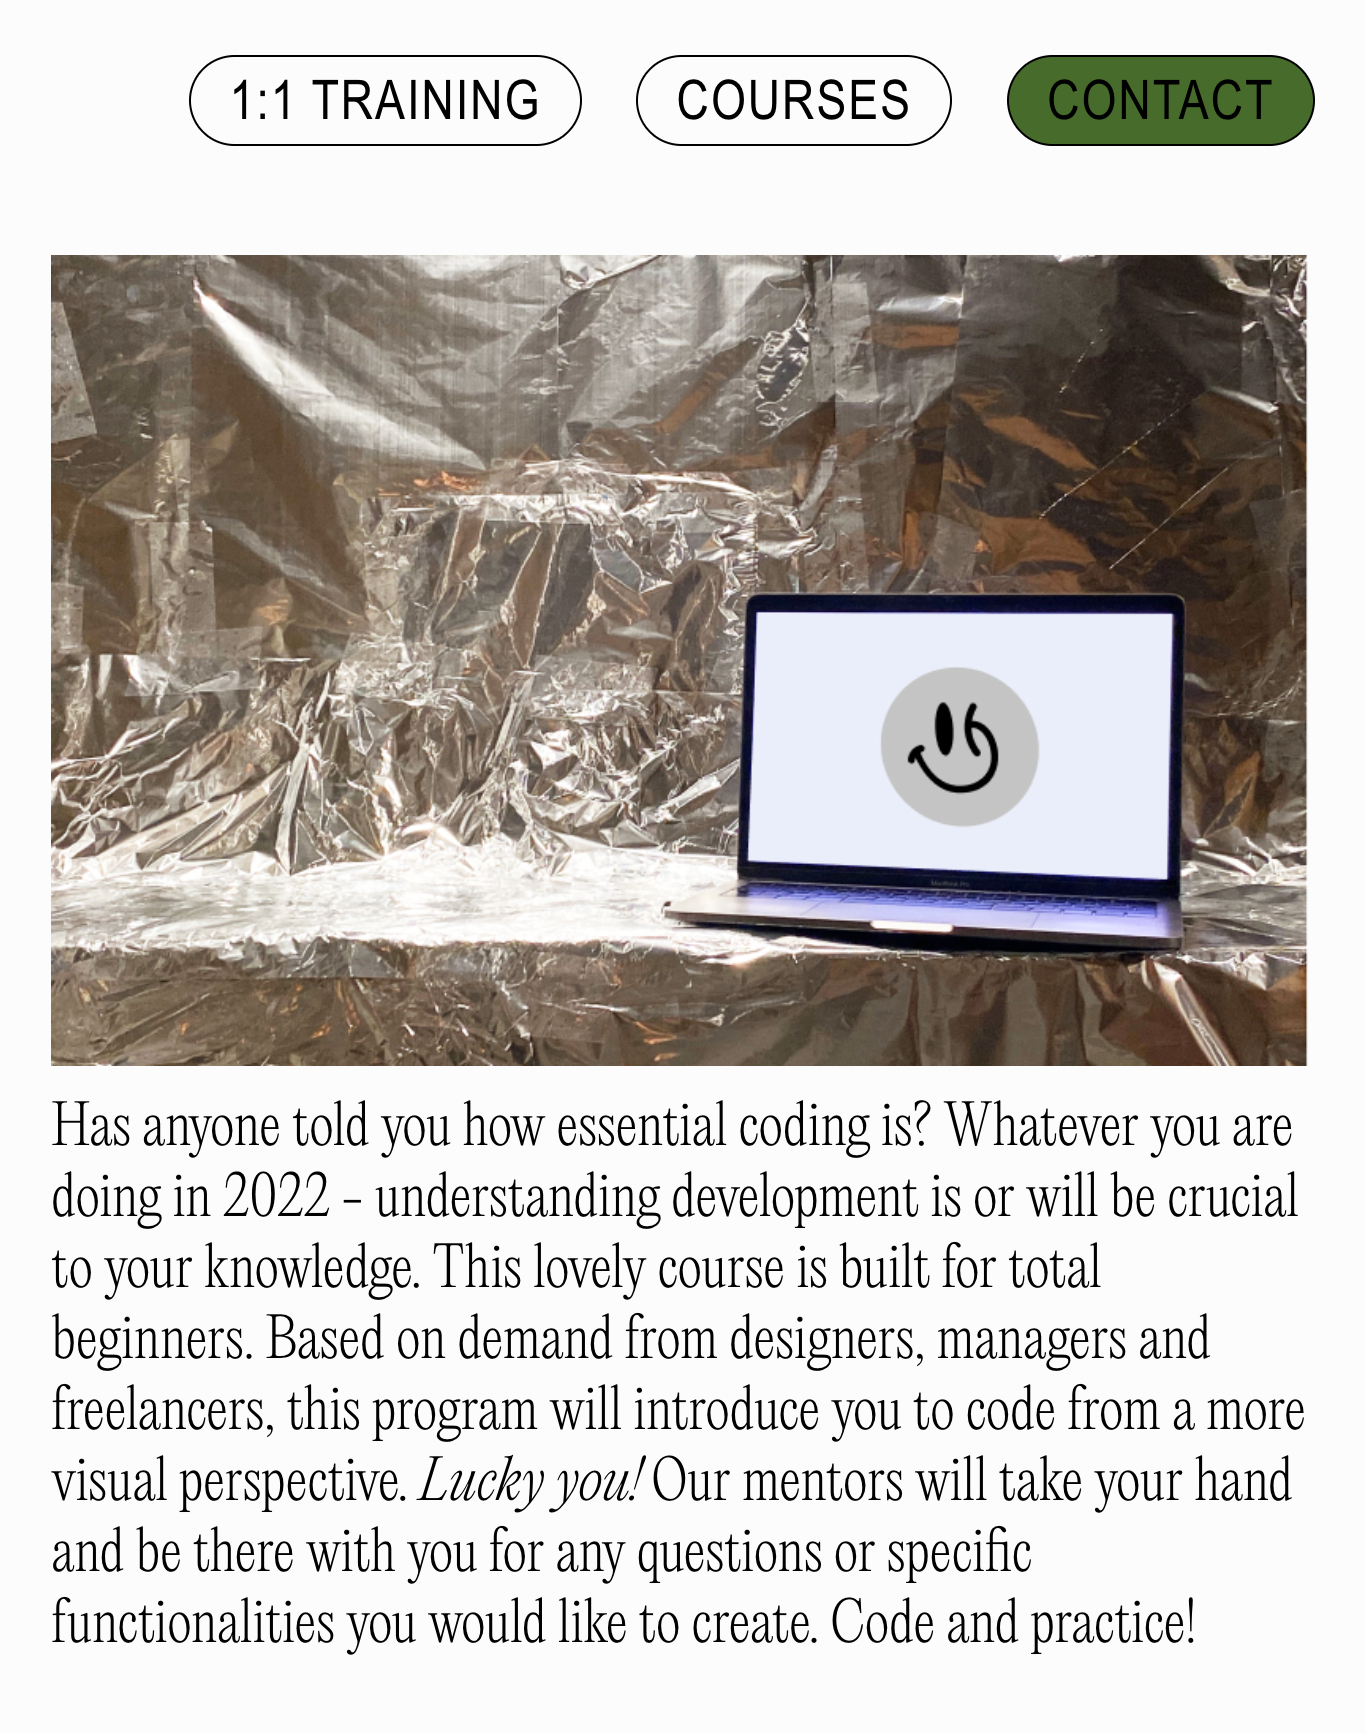 1:1 TRAINING COURSES CONTACT
Has anyone told you how essential coding is? Whatever you are
doing in 2022 – understanding development is or will be crucial
to your knowledge. This lovely course is built for total
beginners. Based on demand from designers, managers and
freelancers, this program will introduce you to code from a more
visual perspective. Lucky you! Our mentors will take your hand
and be there with you for any questions or specific
functionalities you would like to create. Code and practice!